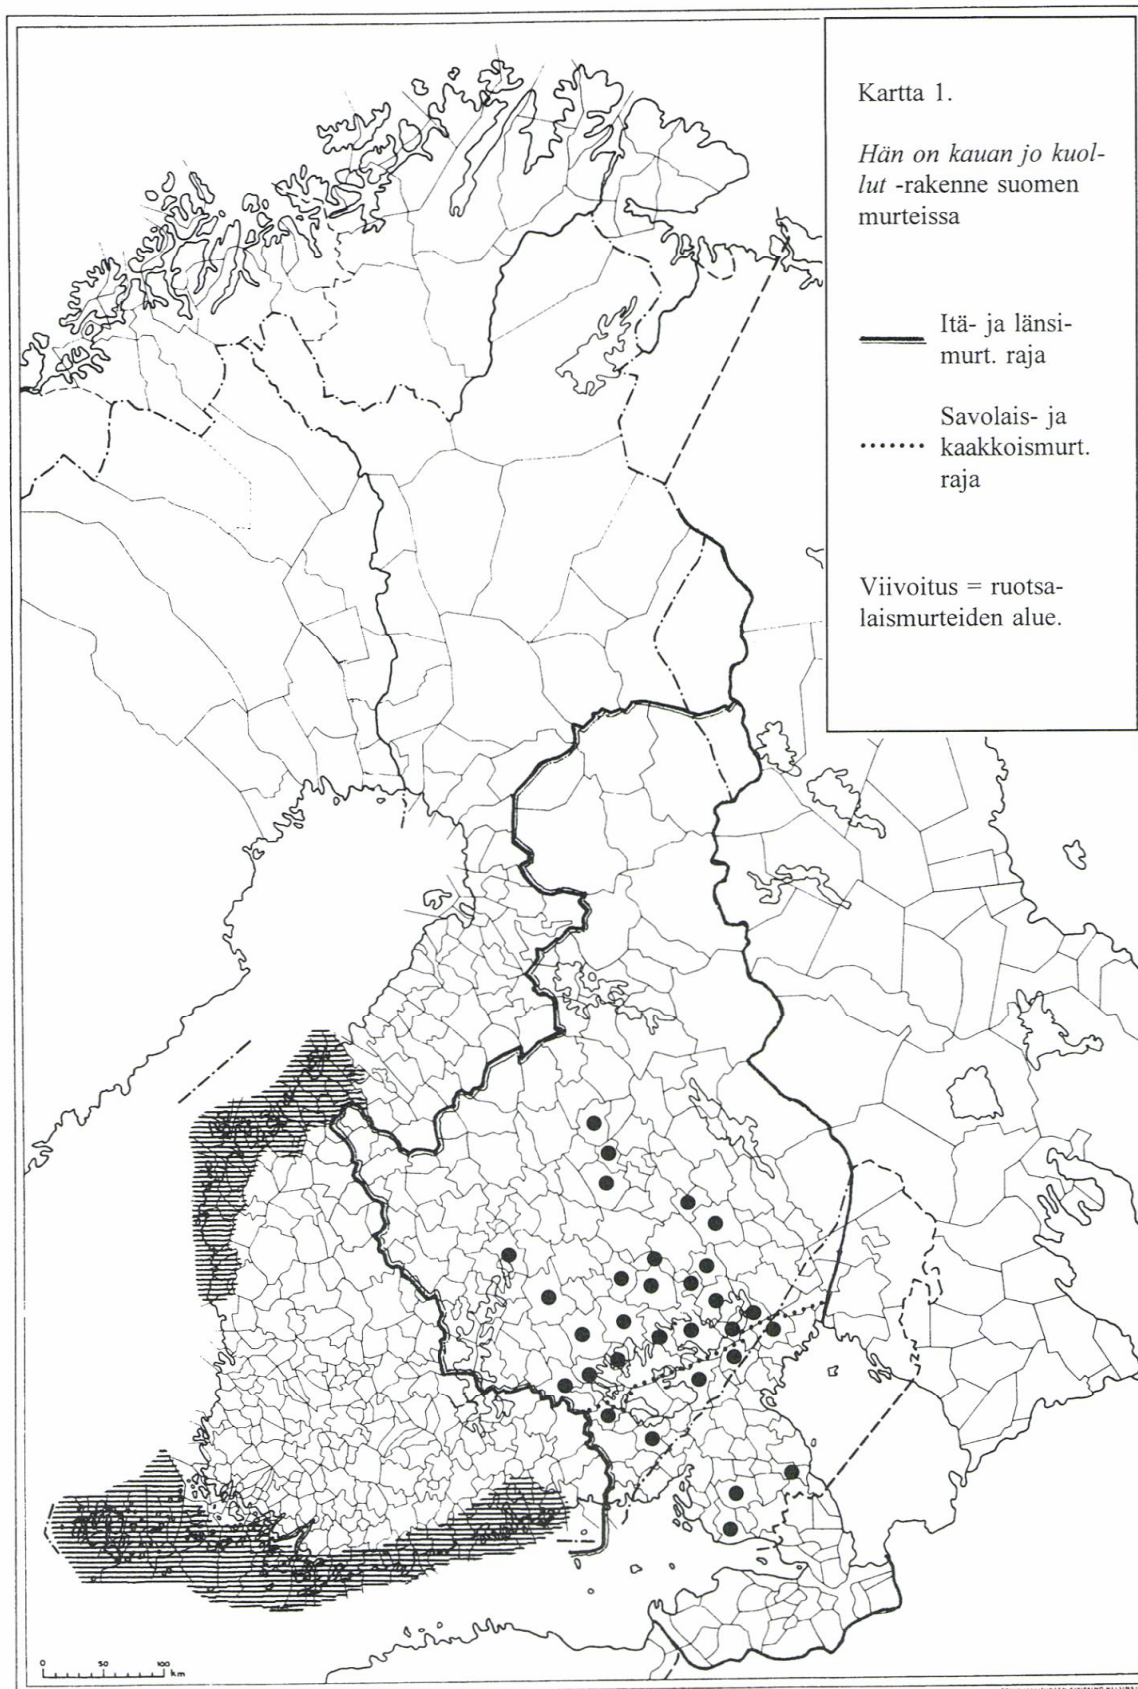 Kartta 1.
Hän on kauan jo kuol-
lut -rakenne suomen
murteissa
Itä- ja länsi-
murt. raja
Savolais- ja
kaakkoismurt.
raja
Viivoitus = ruotsa-
laismurteiden alue.
0 50 100
km